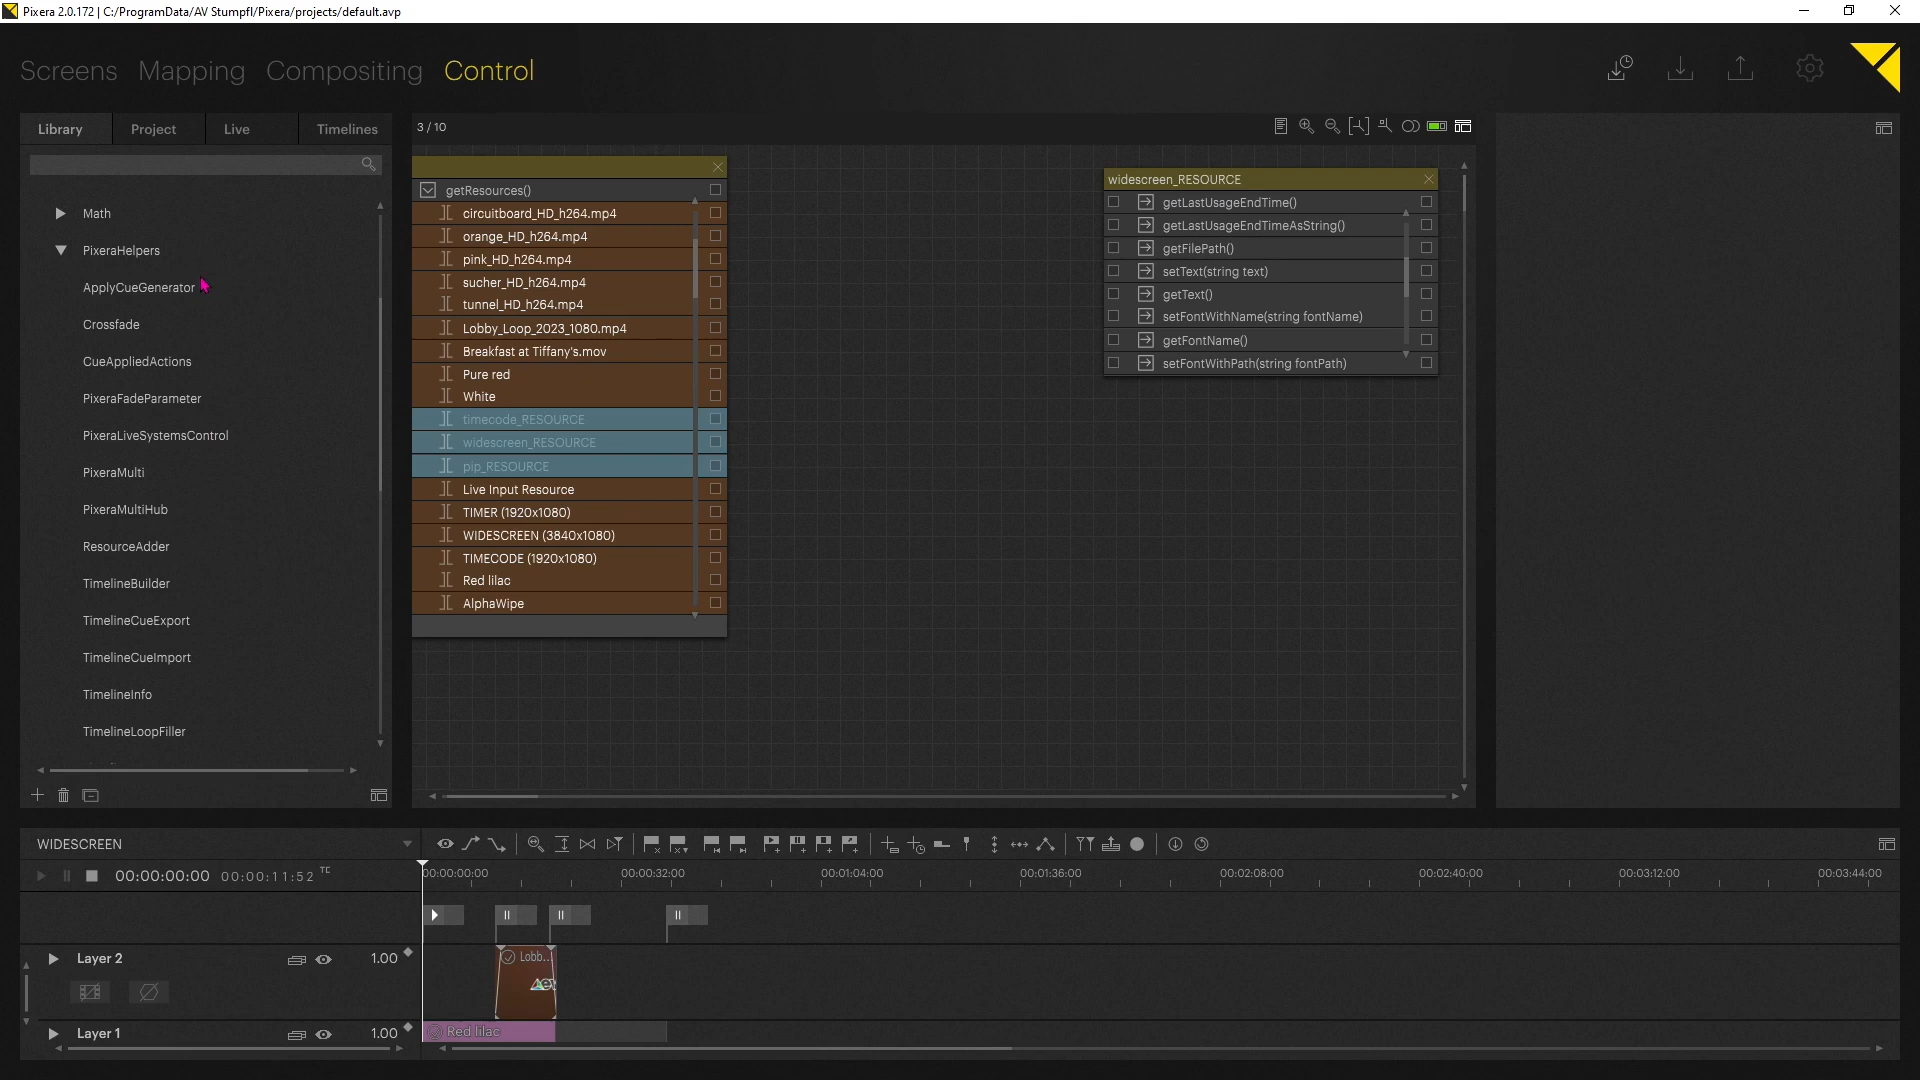 Pixera 2.0.172 | C:/ProgramData/AV Stumpfl/Pixera/projects/default.avp
Screens Mapping Compositing Control
Library Project Live Timelines
Math
PixeraHelpers
ApplyCueGenerator
Crossfade
CueAppliedActions
PixeraFadeParameter
PixeraLiveSystemsControl
PixeraMulti
PixeraMultiHub
ResourceAdder
TimelineBuilder
TimelineCueExport
TimelineCueImport
TimelineInfo
TimelineLoopFiller
3 / 10
getResources()
circuitboard_HD_h264.mp4
orange_HD_h264.mp4
pink_HD_h264.mp4
sucher_HD_h264.mp4
tunnel_HD_h264.mp4
Lobby_Loop_2023_1080.mp4
Breakfast at Tiffany's.mov
Pure red
White
timecode_RESOURCE
widescreen_RESOURCE
pip_RESOURCE
Live Input Resource
TIMER (1920x1080)
WIDESCREEN (3840x1080)
TIMECODE (1920x1080)
Red lilac
AlphaWipe
widescreen_RESOURCE
getLastUsageEndTime()
getLastUsageEndTimeAsString()
getFilePath()
setText(string text)
getText()
setFontWithName(string fontName)
getFontName()
setFontWithPath(string fontPath)
WIDESCREEN
00:00:00:00 00:00:11:52 TC
00:00:00:00 00:00:32:00 00:01:04:00 00:01:36:00 00:02:08:00 00:02:40:00 00:03:12:00 00:03:44:00
Layer 2 1.00 Lobb...
Layer 1 1.00 Red lilac